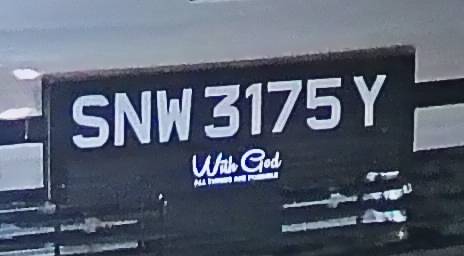 SNW 3175 Y
With God
ALL THINGS ARE POSSIBLE